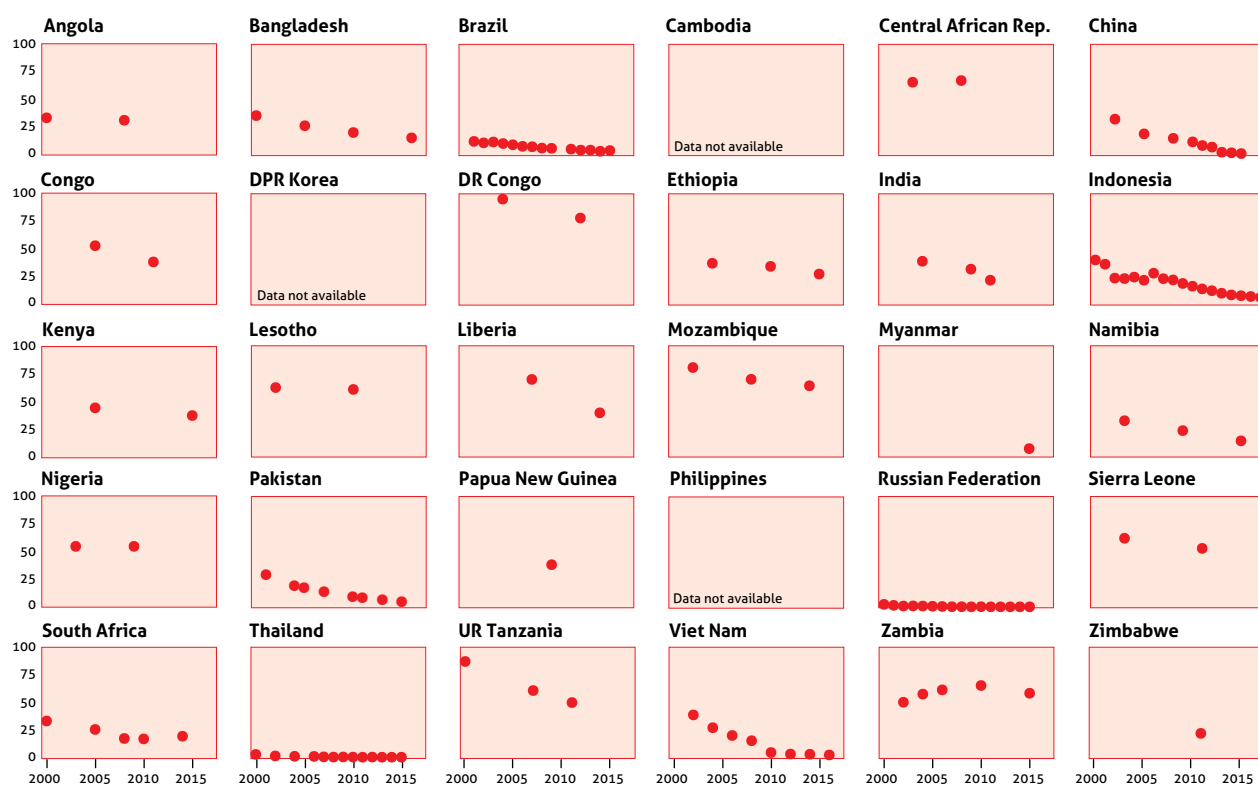 Angola Bangladesh Brazil Cambodia Central African Rep. China
100
75
50
25
0
Data not available
Congo DPR Korea DR Congo Ethiopia India Indonesia
100
75
50
25
0
Data not available
Kenya Lesotho Liberia Mozambique Myanmar Namibia
100
75
50
25
0
Nigeria Pakistan Papua New Guinea Philippines Russian Federation Sierra Leone
100
75
50
25
0
Data not available
South Africa Thailand UR Tanzania Viet Nam Zambia Zimbabwe
100
75
50
25
0
2000 2005 2010 2015 2000 2005 2010 2015 2000 2005 2010 2015 2000 2005 2010 2015 2000 2005 2010 2015 2000 2005 2010 2015